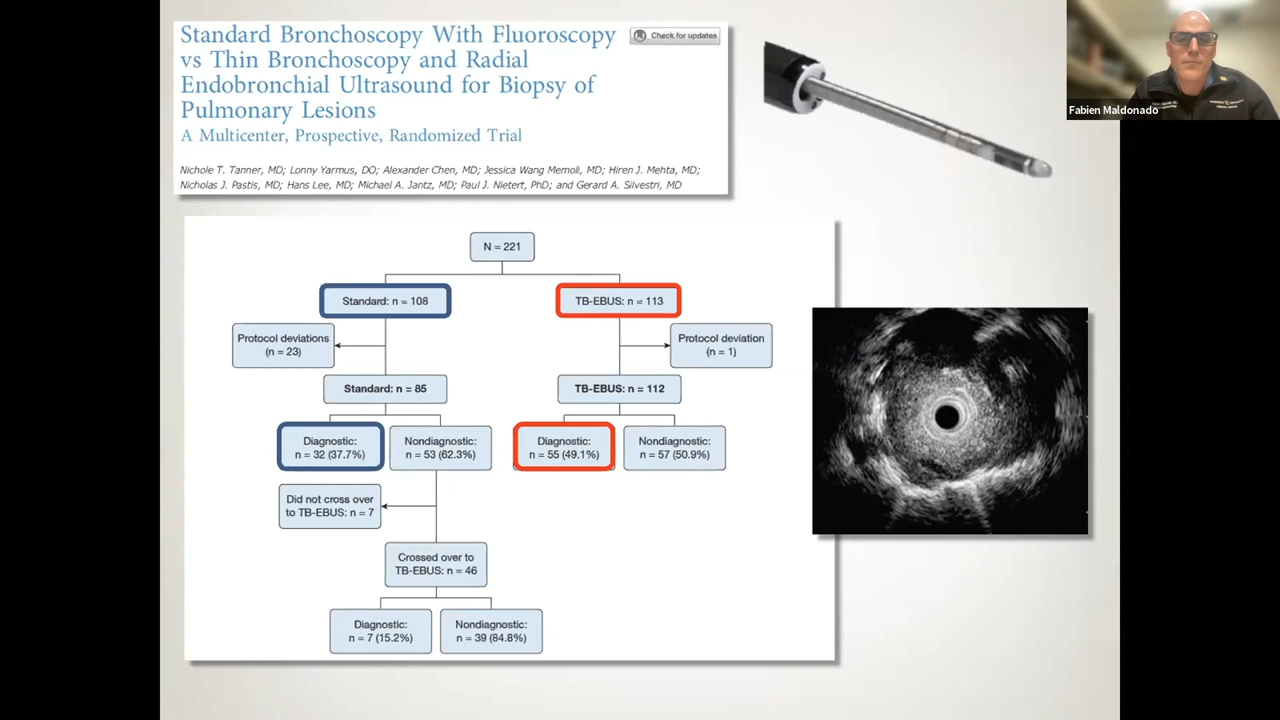 Standard Bronchoscopy With Fluoroscopy
vs Thin Bronchoscopy and Radial
Endobronchial Ultrasound for Biopsy of
Pulmonary Lesions
A Multicenter, Prospective, Randomized Trial
Check for updates
Nichole T. Tanner, MD; Lonny Yarmus, DO; Alexander Chen, MD; Jessica Wang Memoli, MD; Hiren J. Mehta, MD;
Nicholas J. Pastis, MD; Hans Lee, MD; Michael A. Jantz, MD; Paul J. Nietert, PhD; and Gerard A. Silvestri, MD
Fabien Maldonado
N = 221
Standard: n = 108
TB-EBUS: n = 113
Protocol deviations
(n = 23)
Protocol deviation
(n = 1)
Standard: n = 85
TB-EBUS: n = 112
Diagnostic:
n = 32 (37.7%)
Nondiagnostic:
n = 53 (62.3%)
Diagnostic:
n = 55 (49.1%)
Nondiagnostic:
n = 57 (50.9%)
Did not cross over
to TB-EBUS: n = 7
Crossed over to
TB-EBUS: n = 46
Diagnostic:
n = 7 (15.2%)
Nondiagnostic:
n = 39 (84.8%)